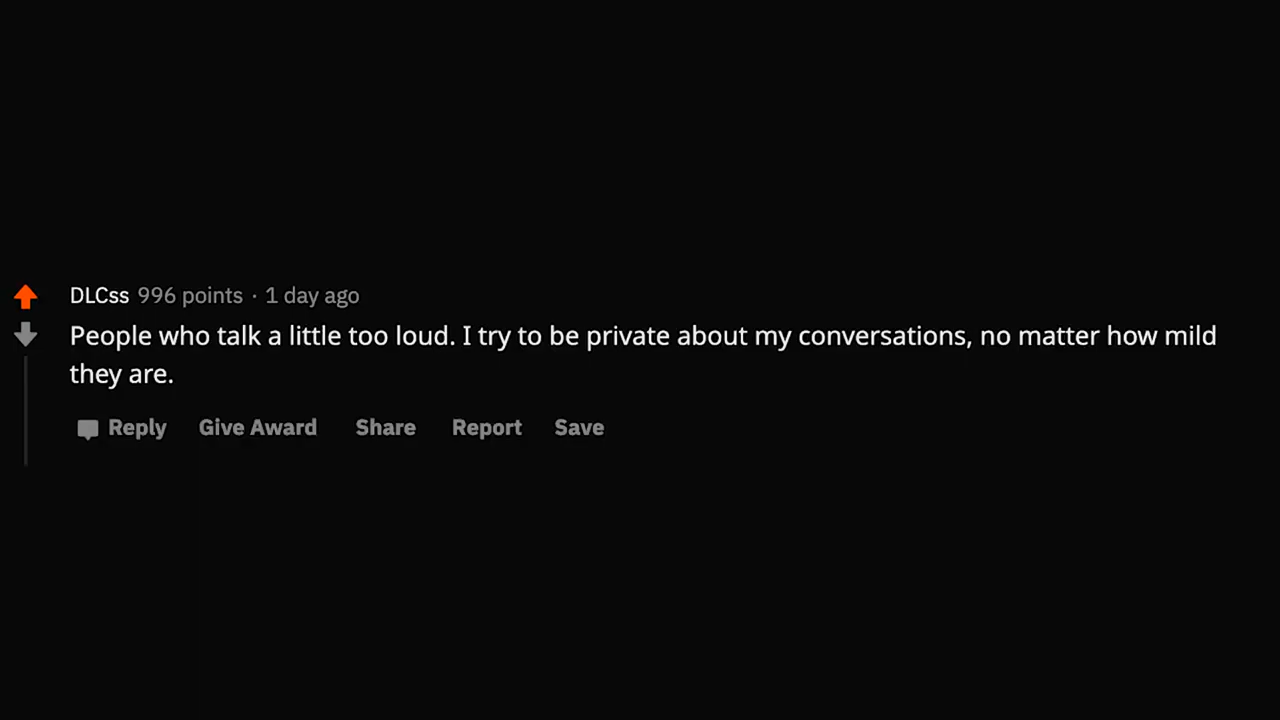 DLCss 996 points · 1 day ago
People who talk a little too loud. I try to be private about my conversations, no matter how mild
they are.
Reply Give Award Share Report Save